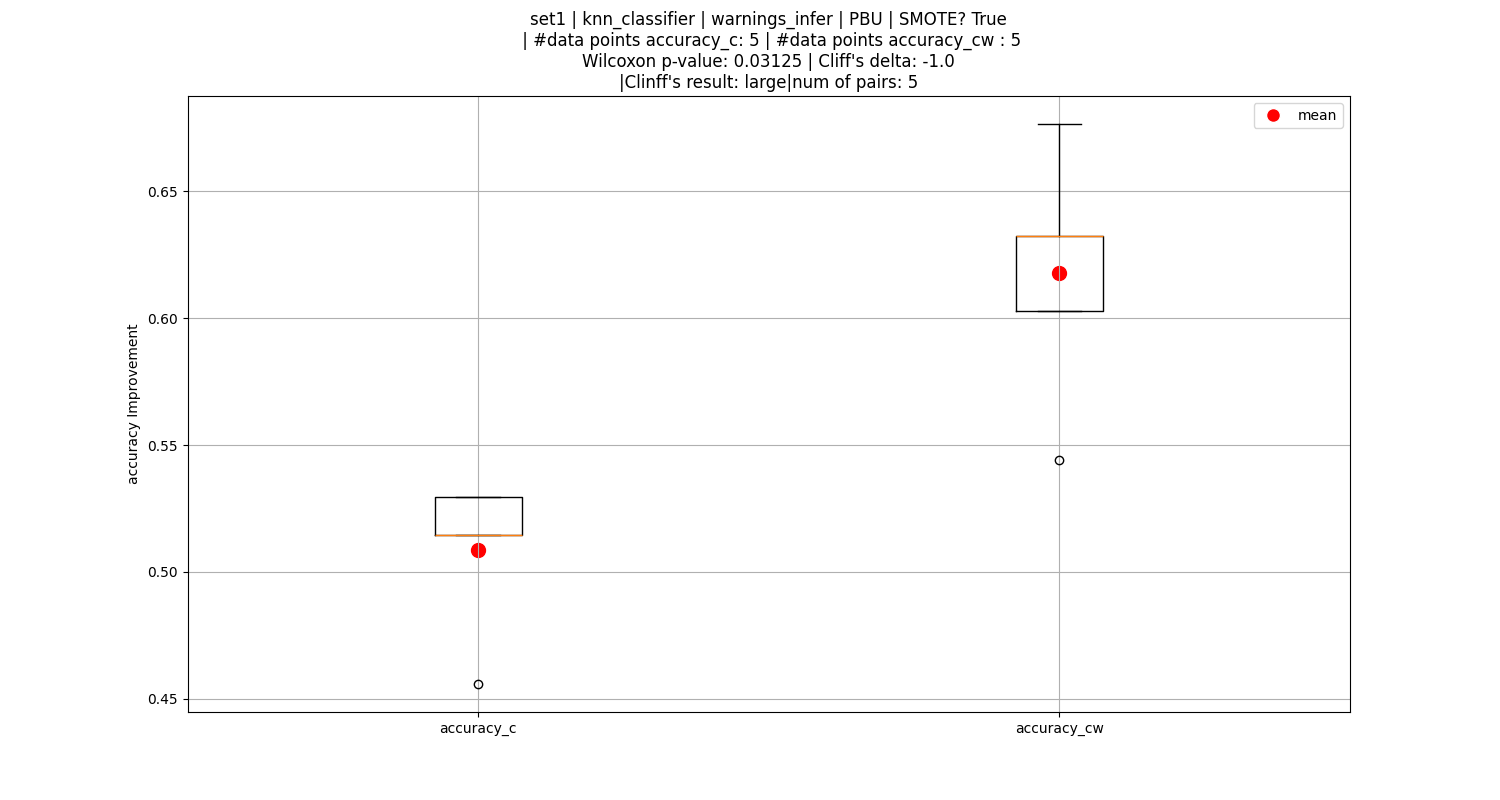 set1 | knn_classifier | warnings_infer | PBU | SMOTE? True
| #data points accuracy_c: 5 | #data points accuracy_cw : 5
Wilcoxon p-value: 0.03125 | Cliff's delta: -1.0
|Clinff's result: large|num of pairs: 5
mean
0.65
0.60
0.55
0.50
0.45
accuracy Improvement
accuracy_c
accuracy_cw